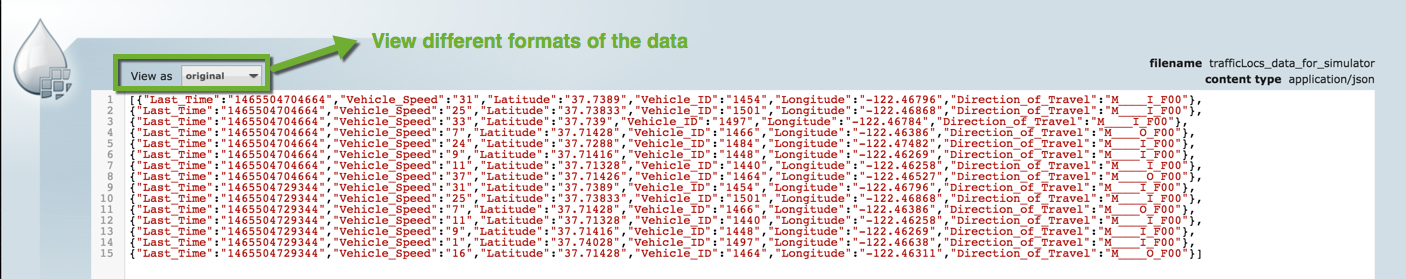 View different formats of the data
View as original
filename trafficLocs_data_for_simulator
content type application/json
1 [{"Last_Time":"1465504704664","Vehicle_Speed":"31","Latitude":"37.7389","Vehicle_ID":"1454","Longitude":"-122.46796","Direction_of_Travel":"M____I_F00"},
2 {"Last_Time":"1465504704664","Vehicle_Speed":"25","Latitude":"37.73833","Vehicle_ID":"1501","Longitude":"-122.46868","Direction_of_Travel":"M____I_F00"},
3 {"Last_Time":"1465504704664","Vehicle_Speed":"33","Latitude":"37.739","Vehicle_ID":"1497","Longitude":"-122.46784","Direction_of_Travel":"M____I_F00"},
4 {"Last_Time":"1465504704664","Vehicle_Speed":"7","Latitude":"37.71428","Vehicle_ID":"1466","Longitude":"-122.46386","Direction_of_Travel":"M____O_F00"},
5 {"Last_Time":"1465504704664","Vehicle_Speed":"24","Latitude":"37.7288","Vehicle_ID":"1484","Longitude":"-122.47482","Direction_of_Travel":"M____I_F00"},
6 {"Last_Time":"1465504704664","Vehicle_Speed":"9","Latitude":"37.71416","Vehicle_ID":"1448","Longitude":"-122.46269","Direction_of_Travel":"M____I_F00"},
7 {"Last_Time":"1465504704664","Vehicle_Speed":"11","Latitude":"37.71328","Vehicle_ID":"1440","Longitude":"-122.46258","Direction_of_Travel":"M____I_F00"},
8 {"Last_Time":"1465504704664","Vehicle_Speed":"37","Latitude":"37.71426","Vehicle_ID":"1464","Longitude":"-122.46527","Direction_of_Travel":"M____O_F00"},
9 {"Last_Time":"1465504729344","Vehicle_Speed":"31","Latitude":"37.7389","Vehicle_ID":"1454","Longitude":"-122.46796","Direction_of_Travel":"M____I_F00"},
10 {"Last_Time":"1465504729344","Vehicle_Speed":"25","Latitude":"37.73833","Vehicle_ID":"1501","Longitude":"-122.46868","Direction_of_Travel":"M____I_F00"},
11 {"Last_Time":"1465504729344","Vehicle_Speed":"7","Latitude":"37.71428","Vehicle_ID":"1466","Longitude":"-122.46386","Direction_of_Travel":"M____O_F00"},
12 {"Last_Time":"1465504729344","Vehicle_Speed":"11","Latitude":"37.71328","Vehicle_ID":"1440","Longitude":"-122.46258","Direction_of_Travel":"M____I_F00"},
13 {"Last_Time":"1465504729344","Vehicle_Speed":"9","Latitude":"37.71416","Vehicle_ID":"1448","Longitude":"-122.46269","Direction_of_Travel":"M____I_F00"},
14 {"Last_Time":"1465504729344","Vehicle_Speed":"1","Latitude":"37.74028","Vehicle_ID":"1497","Longitude":"-122.46638","Direction_of_Travel":"M____I_F00"},
15 {"Last_Time":"1465504729344","Vehicle_Speed":"16","Latitude":"37.71428","Vehicle_ID":"1464","Longitude":"-122.46311","Direction_of_Travel":"M____O_F00"}]